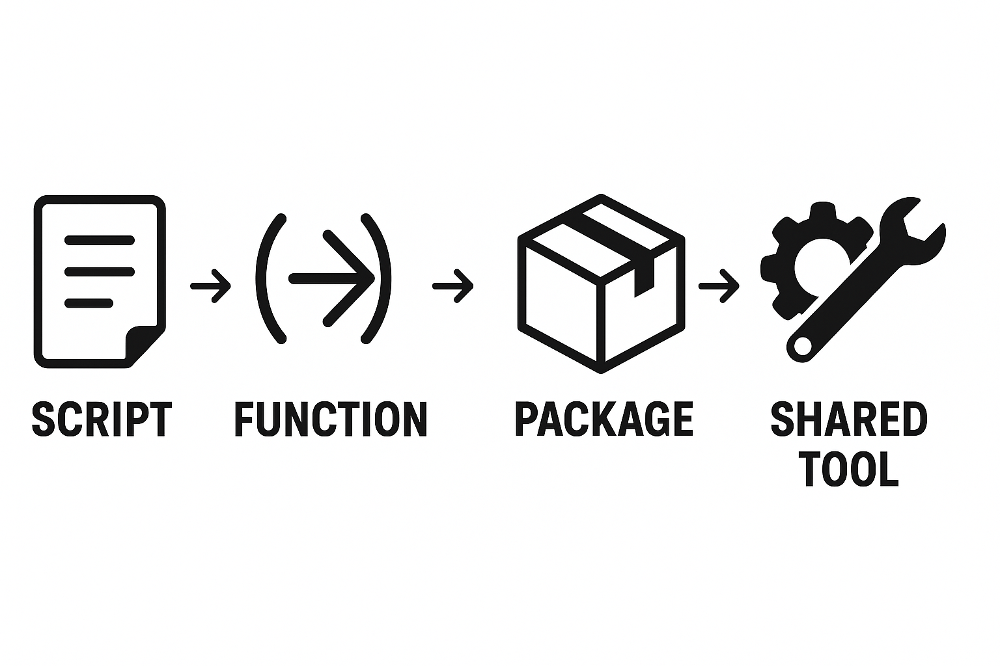 SCRIPT
FUNCTION
PACKAGE
SHARED
TOOL